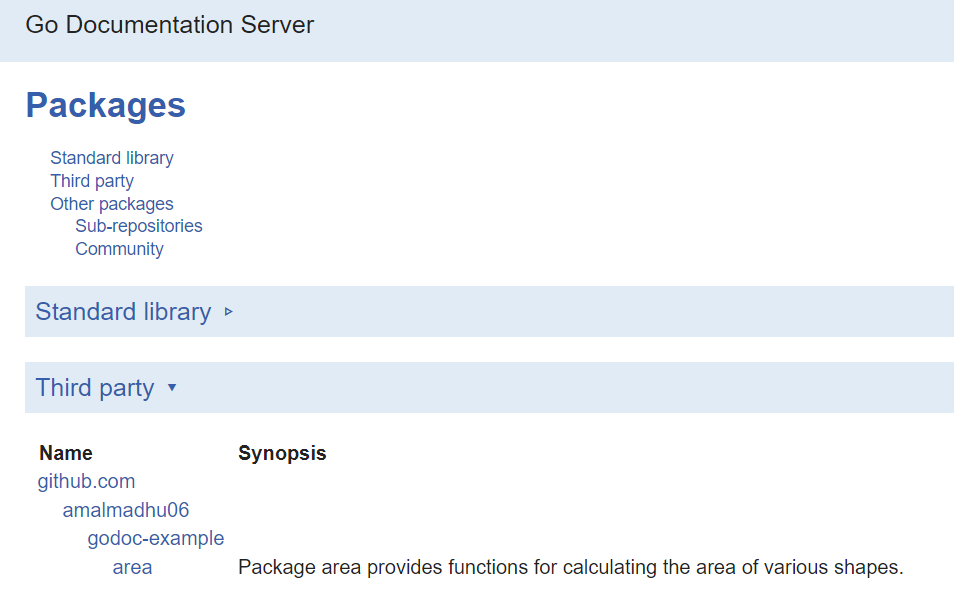 Go Documentation Server
Packages
Standard library
Third party
Other packages
Sub-repositories
Community
Standard library ▹
Third party ▾
Name Synopsis
github.com
amalmadhu06
godoc-example
area Package area provides functions for calculating the area of various shapes.